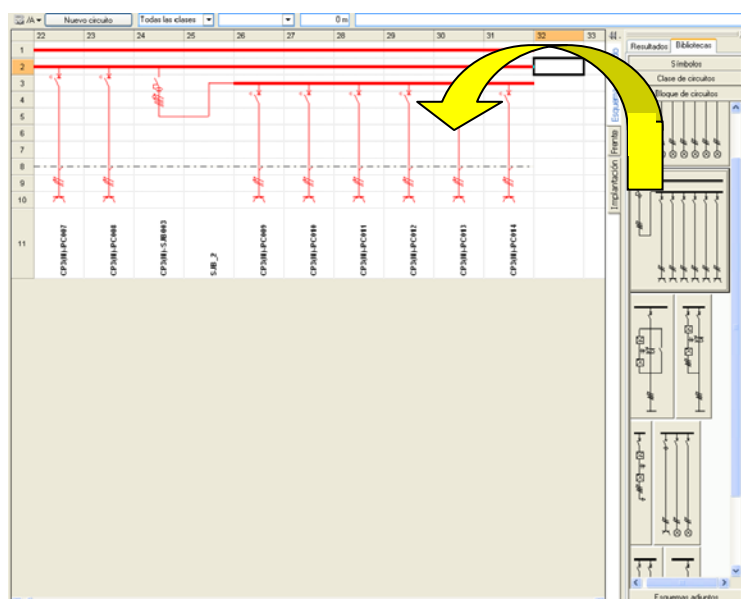 Nuevo circuito
Todas las clases
0 m
22 23 24 25 26 27 28 29 30 31 32 33
1
2
3
4
5
6
7
8
9
10
11
CP3(N)-PC007
CP3(N)-PC008
CP3(N)-SJB003
SJB_2
CP3(N)-PC009
CP3(N)-PC010
CP3(N)-PC011
CP3(N)-PC012
CP3(N)-PC013
CP3(N)-PC014
Frente
Implantación
Resultados Bibliotecas
Símbolos
Clase de circuitos
Bloque de circuitos
Esquemas adjuntos